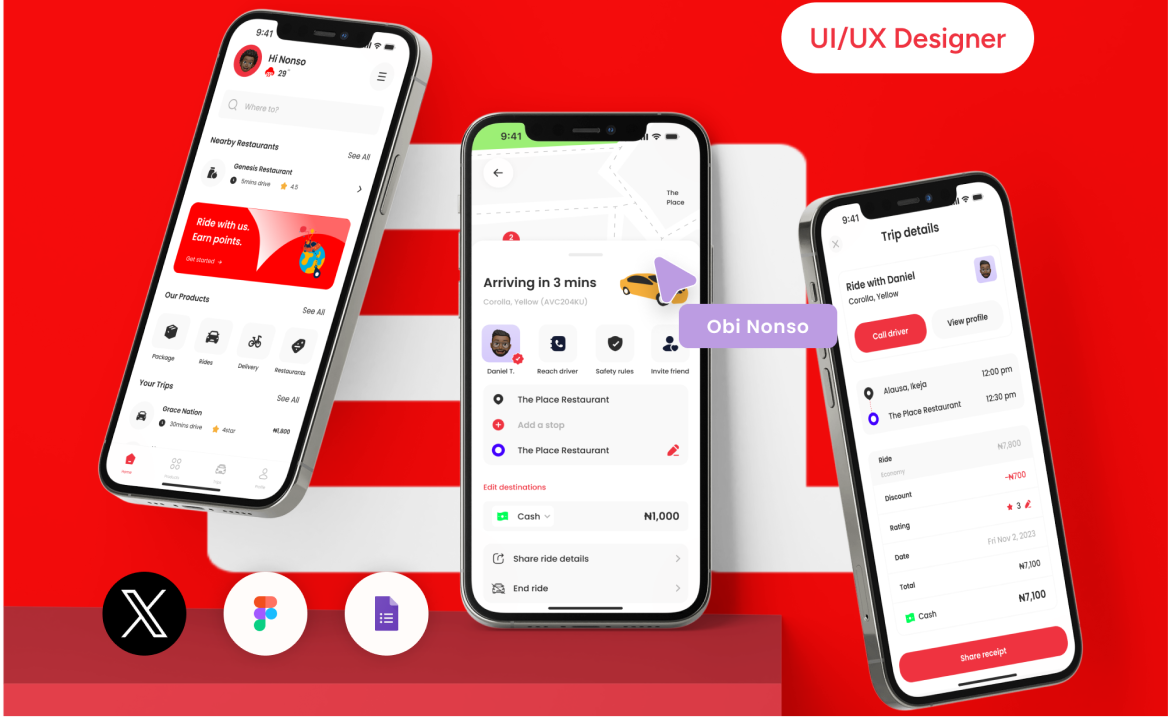 UI/UX Designer
9:41
Hi Nonso
29°
Where to?
Nearby Restaurants
See All
Genesis Restaurant
5mins drive
4.5
Ride with us.
Earn points.
Get started →
Our Products
See All
Package
Rides
Delivery
Restaurants
Your Trips
See All
Grace Nation
30mins drive
4star
₦1,800
Home
Products
Trips
Profile
9:41
The
Place
2
Arriving in 3 mins
Corolla, Yellow (AVC204KU)
Daniel T.
Reach driver
Safety rules
Invite friend
The Place Restaurant
Add a stop
The Place Restaurant
Edit destinations
Cash
₦1,000
Share ride details
End ride
Obi Nonso
9:41
Trip details
Ride with Daniel
Corolla, Yellow
Call driver
View profile
Alausa, Ikeja
12:00 pm
The Place Restaurant
12:30 pm
Ride
₦7,800
Economy
Discount
-₦700
Rating
3
Date
Fri Nov 2, 2023
Total
₦7,100
Cash
₦7,100
Share receipt